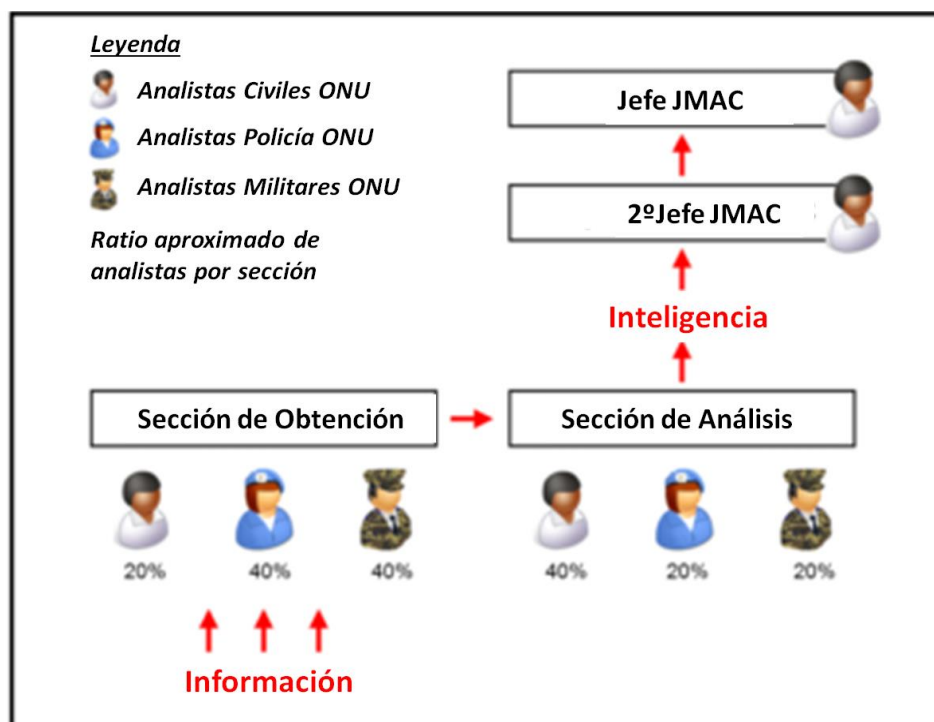 Leyenda
Analistas Civiles ONU
Analistas Policía ONU
Analistas Militares ONU
Ratio aproximado de
analistas por sección
Jefe JMAC
2ºJefe JMAC
Inteligencia
Sección de Obtención
Sección de Análisis
20%
40%
40%
40%
20%
20%
Información